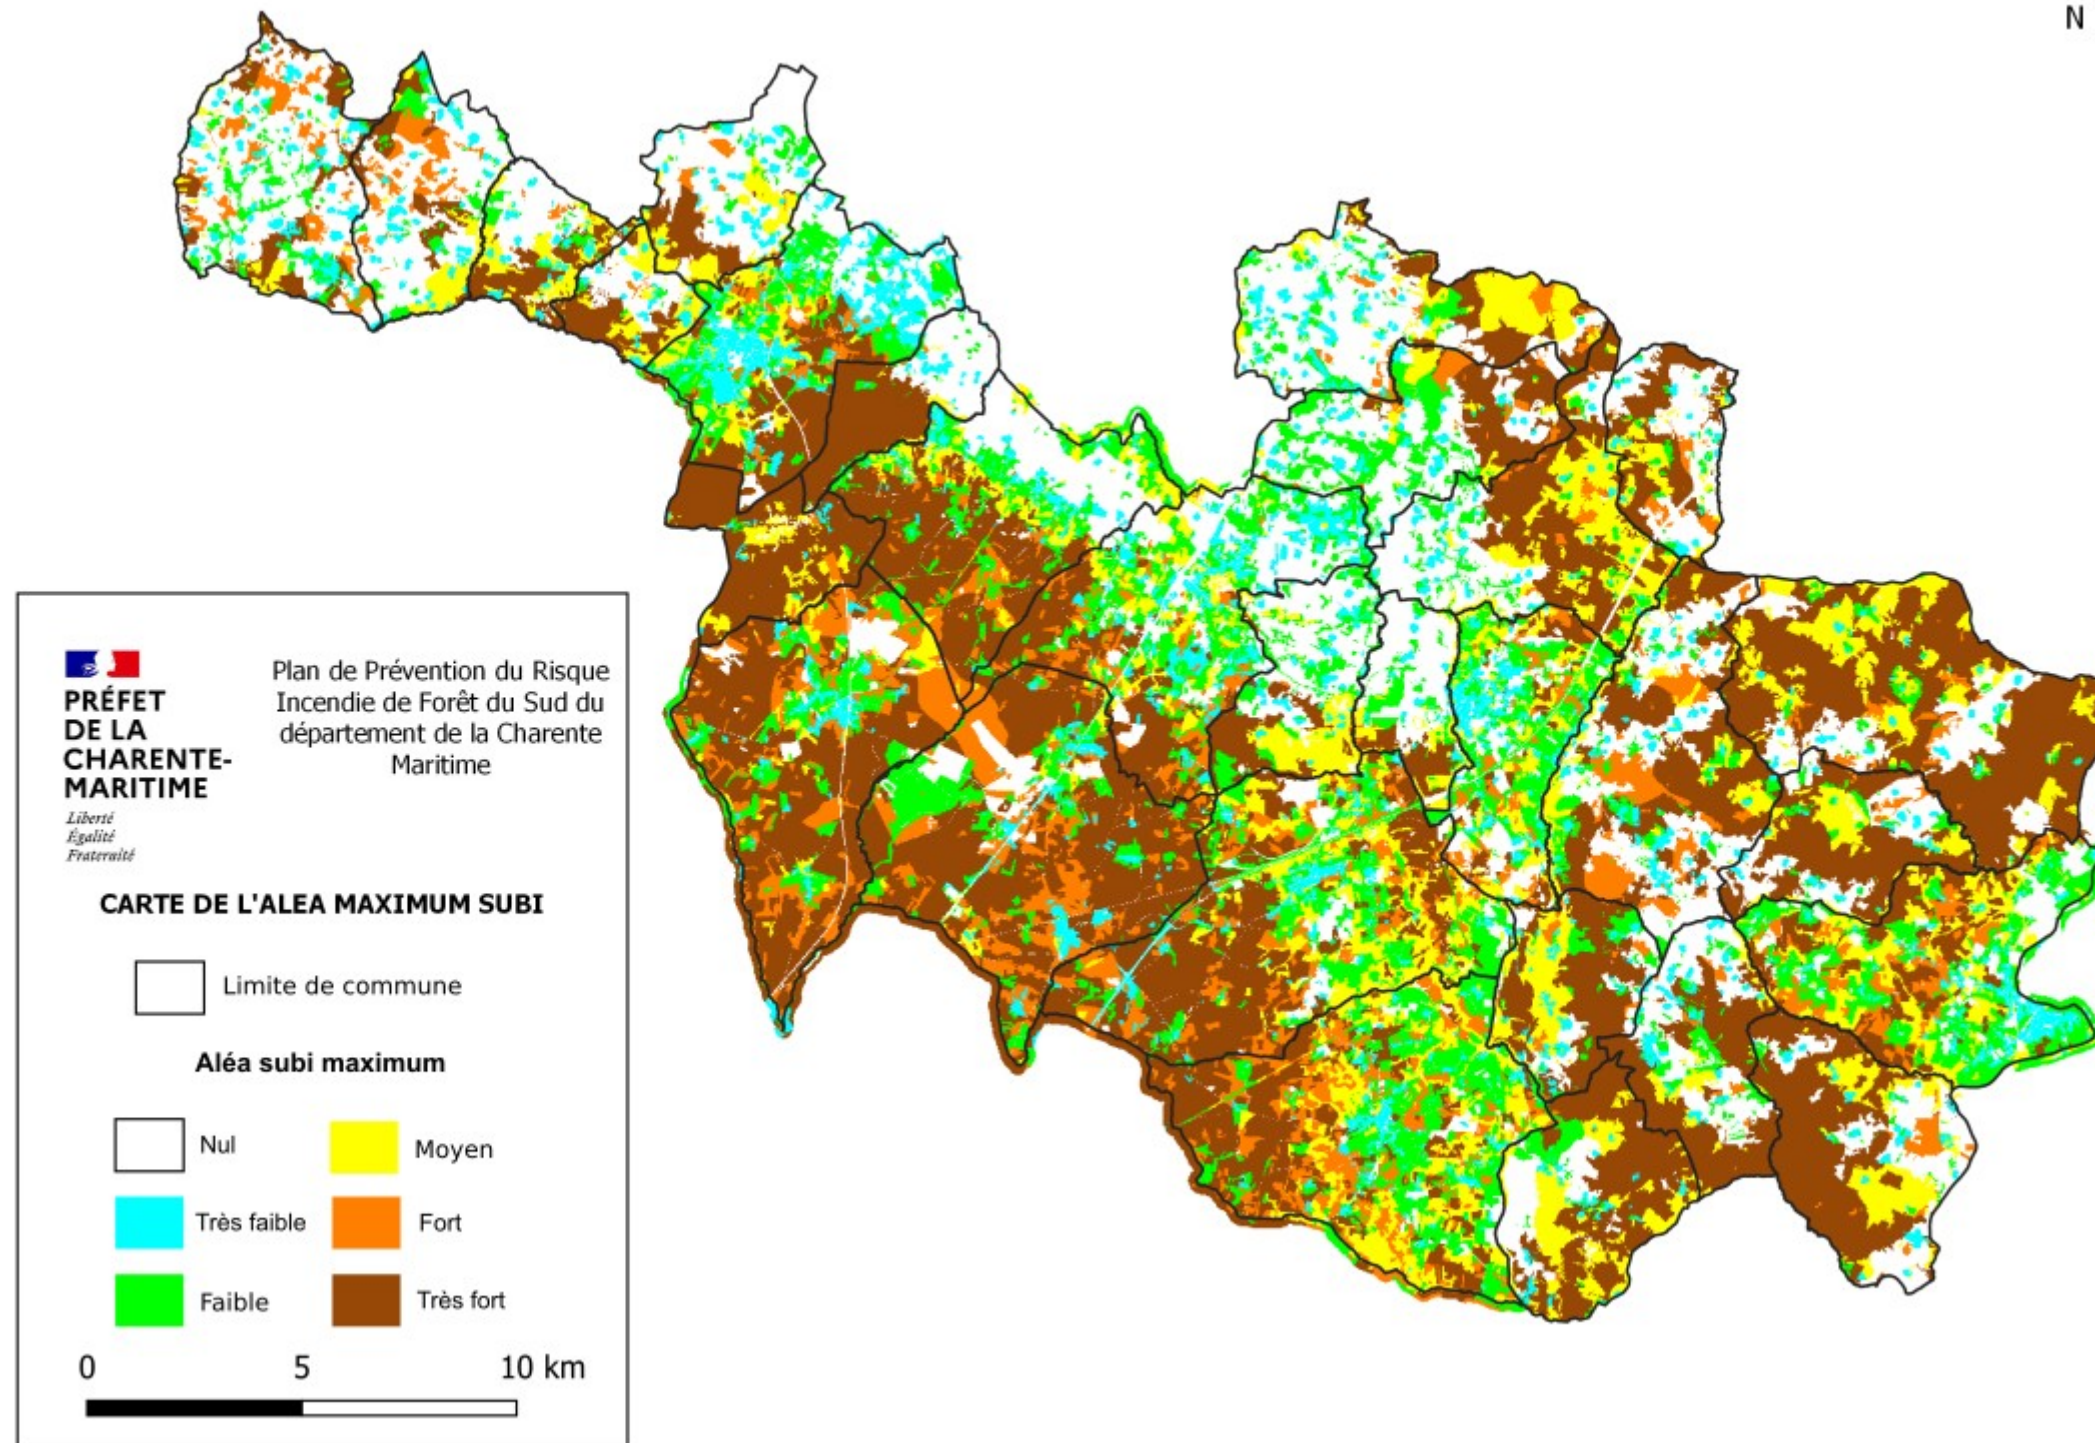 N
PRÉFET
DE LA
CHARENTE-
MARITIME
Liberté
Égalité
Fraternité
Plan de Prévention du Risque
Incendie de Forêt du Sud du
département de la Charente
Maritime
CARTE DE L'ALEA MAXIMUM SUBI
Limite de commune
Aléa subi maximum
Nul
Moyen
Très faible
Fort
Faible
Très fort
0 5 10 km